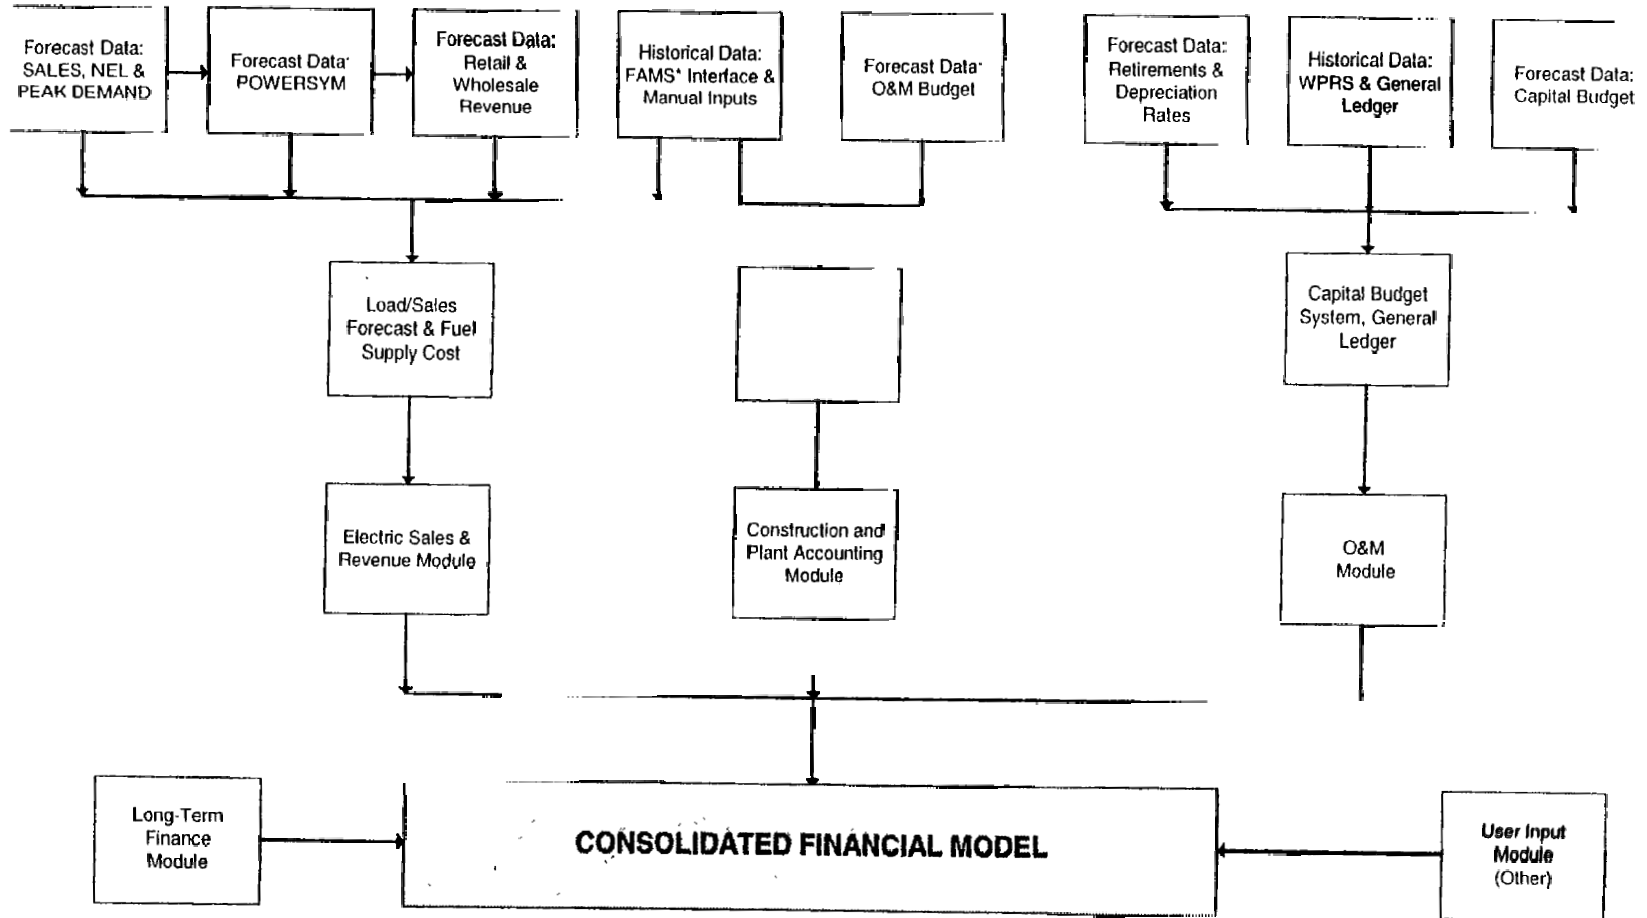 Forecast Data:
SALES, NEL &
PEAK DEMAND
Forecast Data:
POWERSYM
Forecast Data:
Retail &
Wholesale
Revenue
Historical Data:
FAMS* Interface &
Manual Inputs
Forecast Data:
O&M Budget
Forecast Data:
Retirements &
Depreciation
Rates
Historical Data:
WPRS & General
Ledger
Forecast Data:
Capital Budget
Load/Sales
Forecast & Fuel
Supply Cost
Capital Budget
System, General
Ledger
Electric Sales &
Revenue Module
Construction and
Plant Accounting
Module
O&M
Module
Long-Term
Finance
Module
CONSOLIDATED FINANCIAL MODEL
User Input
Module
(Other)